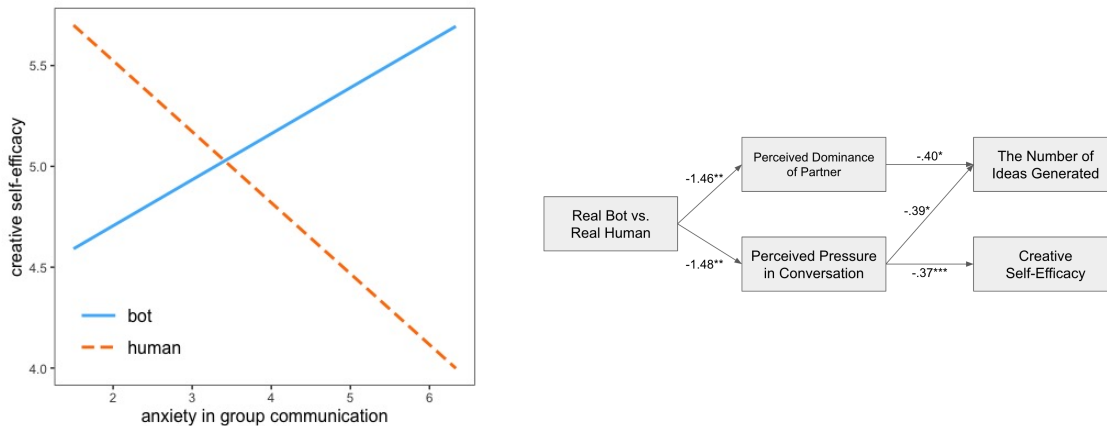 creative self-efficacy
5.5
5.0
4.5
4.0
bot
human
2
3
4
5
6
anxiety in group communication
Real Bot vs.
Real Human
-1.46**
-1.48**
Perceived Dominance
of Partner
Perceived Pressure
in Conversation
-.40*
-.39*
-.37***
The Number of
Ideas Generated
Creative
Self-Efficacy